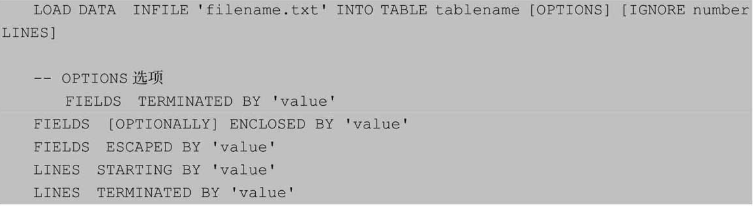 LOAD DATA  INFILE 'filename.txt' INTO TABLE tablename [OPTIONS] [IGNORE number
LINES]
-- OPTIONS 选项
FIELDS  TERMINATED BY 'value'
FIELDS  [OPTIONALLY] ENCLOSED BY 'value'
FIELDS  ESCAPED BY 'value'
LINES  STARTING BY 'value'
LINES  TERMINATED BY 'value'